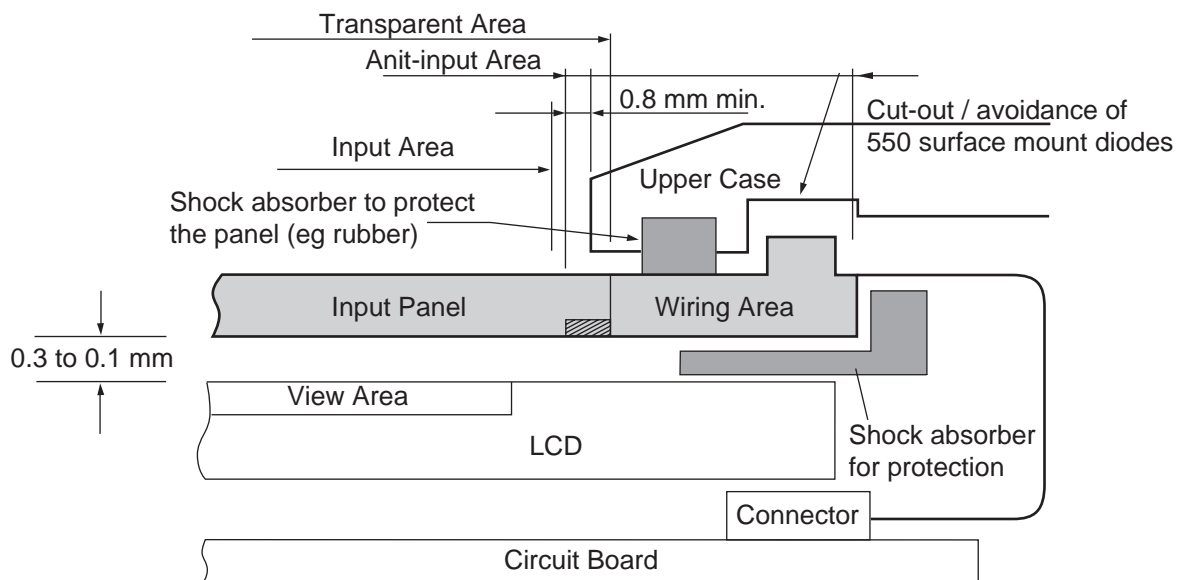 Transparent Area
Anit-input Area
0.8 mm min.
Cut-out / avoidance of
550 surface mount diodes
Input Area
Upper Case
Shock absorber to protect
the panel (eg rubber)
Input Panel
Wiring Area
0.3 to 0.1 mm
View Area
LCD
Shock absorber
for protection
Connector
Circuit Board